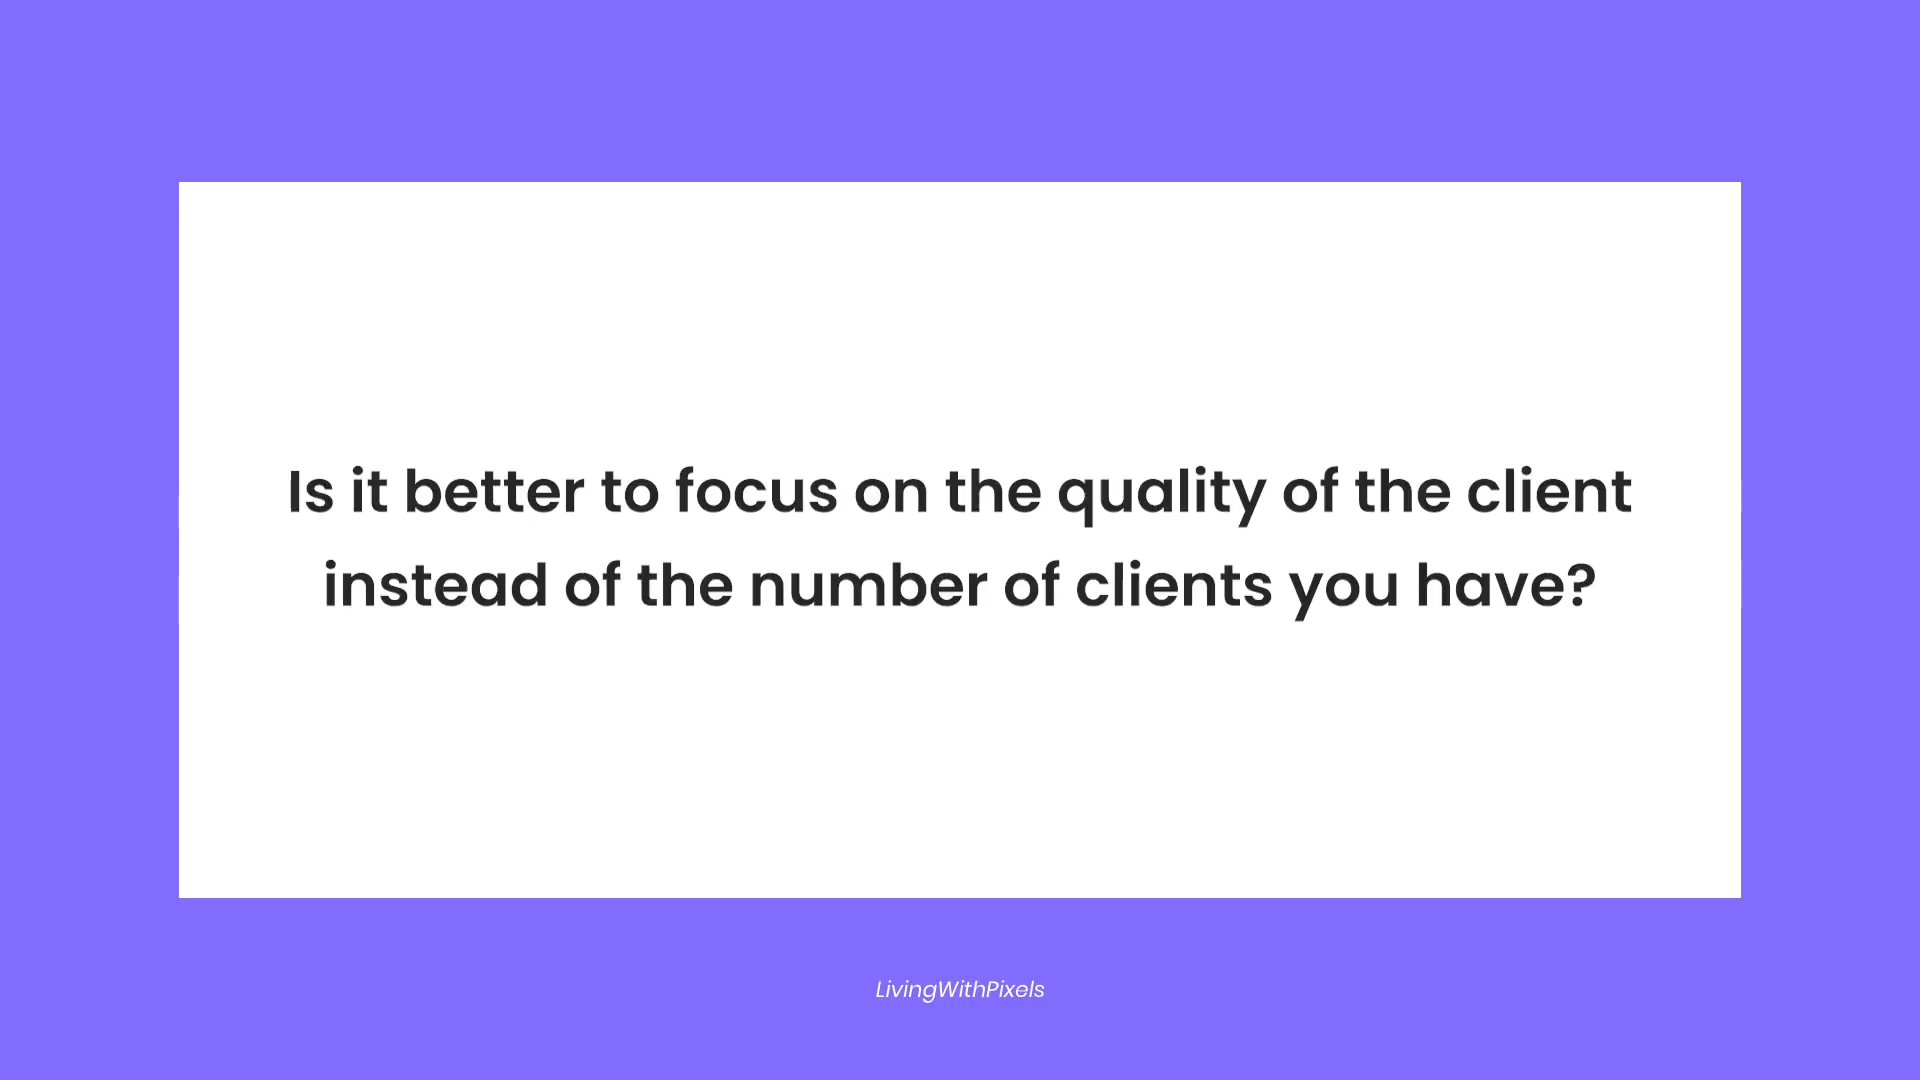 Is it better to focus on the quality of the client
instead of the number of clients you have?
LivingWithPixels